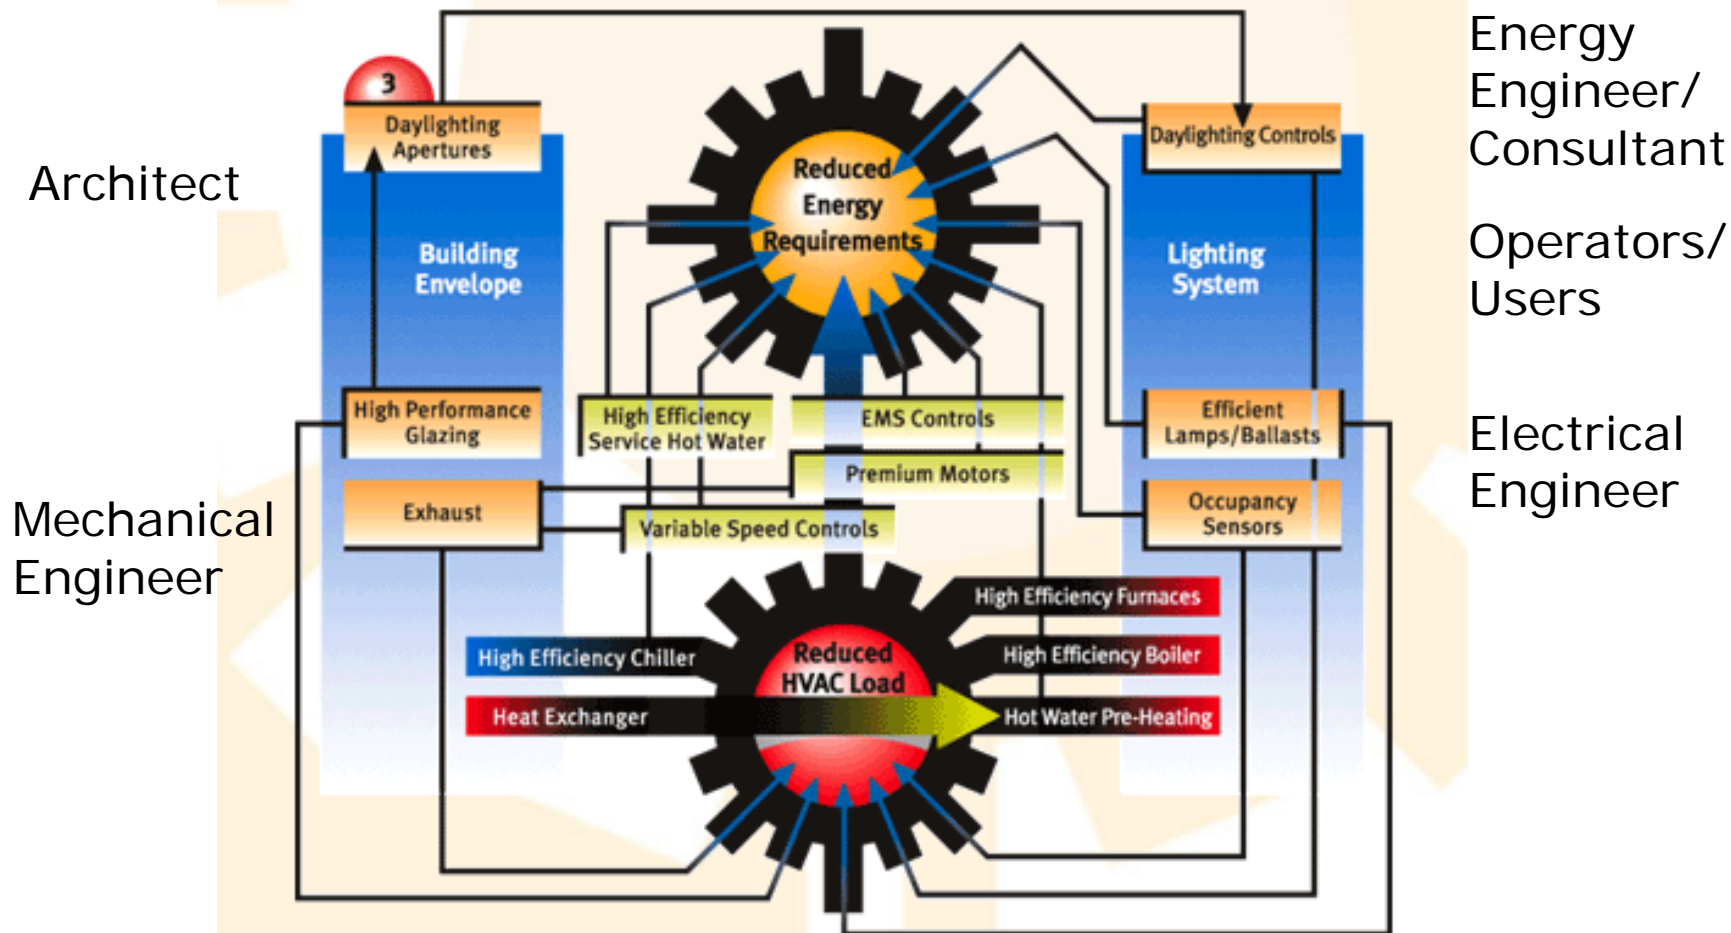 Energy
Engineer/
Consultant
3
Daylighting
Apertures
Daylighting Controls
Architect
Reduced
Energy
Requirements
Building
Envelope
Lighting
System
Operators/
Users
High Performance
Glazing
High Efficiency
Service Hot Water
EMS Controls
Efficient
Lamps/Ballasts
Electrical
Engineer
Premium Motors
Mechanical
Engineer
Exhaust
Variable Speed Controls
Occupancy
Sensors
High Efficiency Furnaces
High Efficiency Chiller
Reduced
HVAC Load
High Efficiency Boiler
Heat Exchanger
Hot Water Pre-Heating